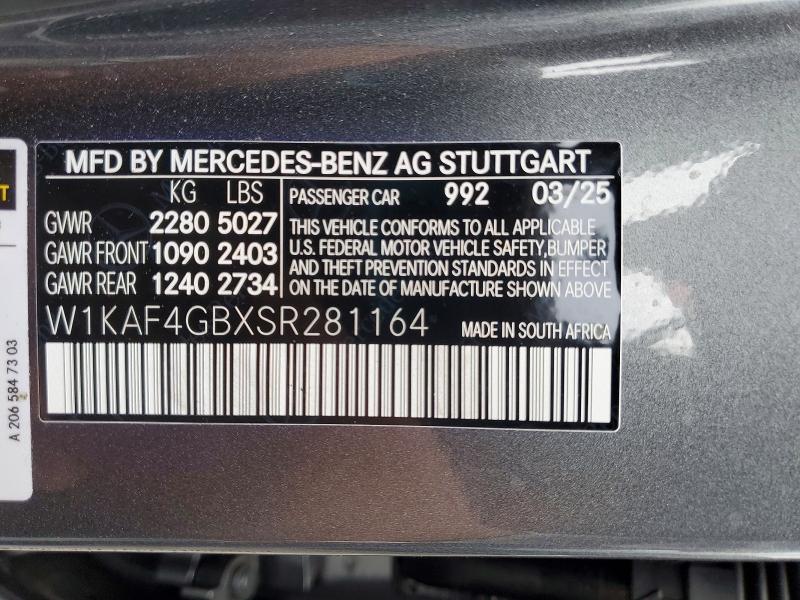 MFD BY MERCEDES-BENZ AG STUTTGART
KG LBS
GVWR 2280 5027
GAWR FRONT 1090 2403
GAWR REAR 1240 2734
PASSENGER CAR 992 03/25
THIS VEHICLE CONFORMS TO ALL APPLICABLE
U.S. FEDERAL MOTOR VEHICLE SAFETY, BUMPER
AND THEFT PREVENTION STANDARDS IN EFFECT
ON THE DATE OF MANUFACTURE SHOWN ABOVE
W1KAF4GBXSR281164 MADE IN SOUTH AFRICA
A 206 584 73 03